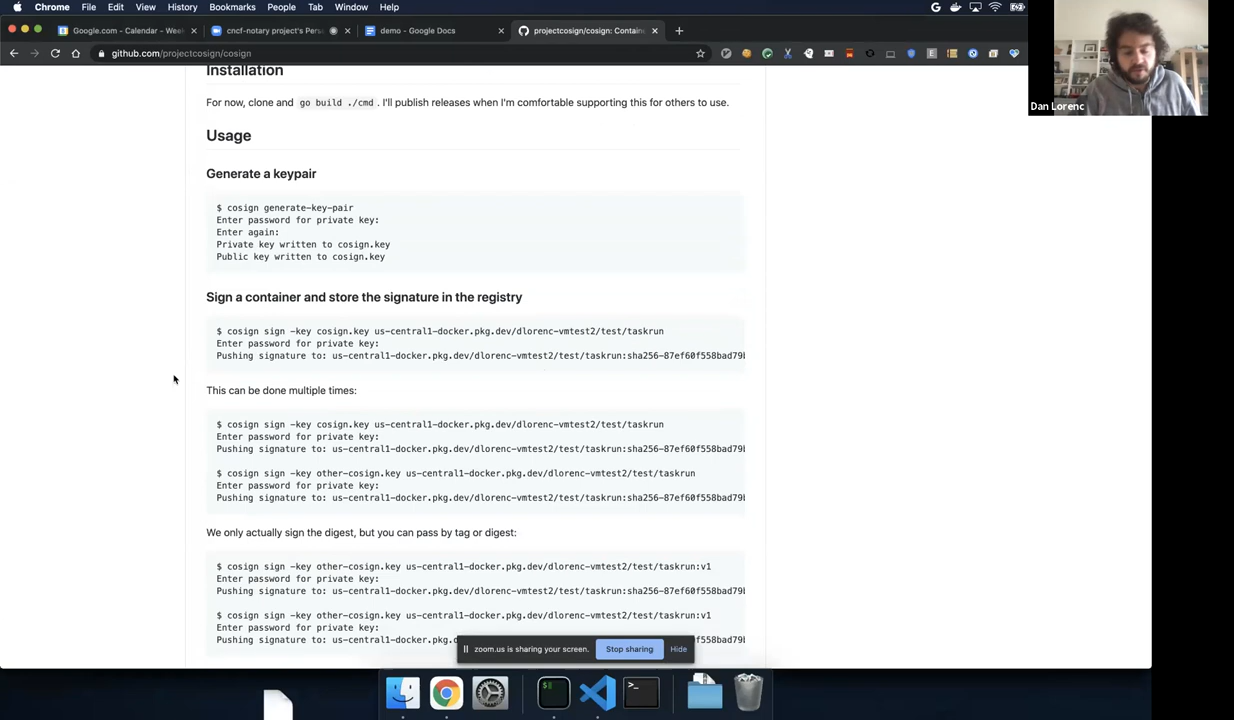 Chrome File Edit View History Bookmarks People Tab Window Help
Google.com - Calendar - Wee
cncf-notary project's Pers
demo - Google Docs
projectcosign/cosign: Contain
github.com/projectcosign/cosign
Dan Lorenc
Installation
For now, clone and go build ./cmd . I'll publish releases when I'm comfortable supporting this for others to use.
Usage
Generate a keypair
$ cosign generate-key-pair
Enter password for private key:
Enter again:
Private key written to cosign.key
Public key written to cosign.key
Sign a container and store the signature in the registry
$ cosign sign -key cosign.key us-central1-docker.pkg.dev/dlorenc-vmtest2/test/taskrun
Enter password for private key:
Pushing signature to: us-central1-docker.pkg.dev/dlorenc-vmtest2/test/taskrun:sha256-87ef60f558bad79b
This can be done multiple times:
$ cosign sign -key cosign.key us-central1-docker.pkg.dev/dlorenc-vmtest2/test/taskrun
Enter password for private key:
Pushing signature to: us-central1-docker.pkg.dev/dlorenc-vmtest2/test/taskrun:sha256-87ef60f558bad79b
$ cosign sign -key other-cosign.key us-central1-docker.pkg.dev/dlorenc-vmtest2/test/taskrun
Enter password for private key:
Pushing signature to: us-central1-docker.pkg.dev/dlorenc-vmtest2/test/taskrun:sha256-87ef60f558bad79b
We only actually sign the digest, but you can pass by tag or digest:
$ cosign sign -key other-cosign.key us-central1-docker.pkg.dev/dlorenc-vmtest2/test/taskrun:v1
Enter password for private key:
Pushing signature to: us-central1-docker.pkg.dev/dlorenc-vmtest2/test/taskrun:sha256-87ef60f558bad79b
$ cosign sign -key other-cosign.key us-central1-docker.pkg.dev/dlorenc-vmtest2/test/taskrun:v1
Enter password for private key:
Pushing signature to: us-central1-docker.pkg.d f558bad79b
zoom.us is sharing your screen. Stop sharing Hide